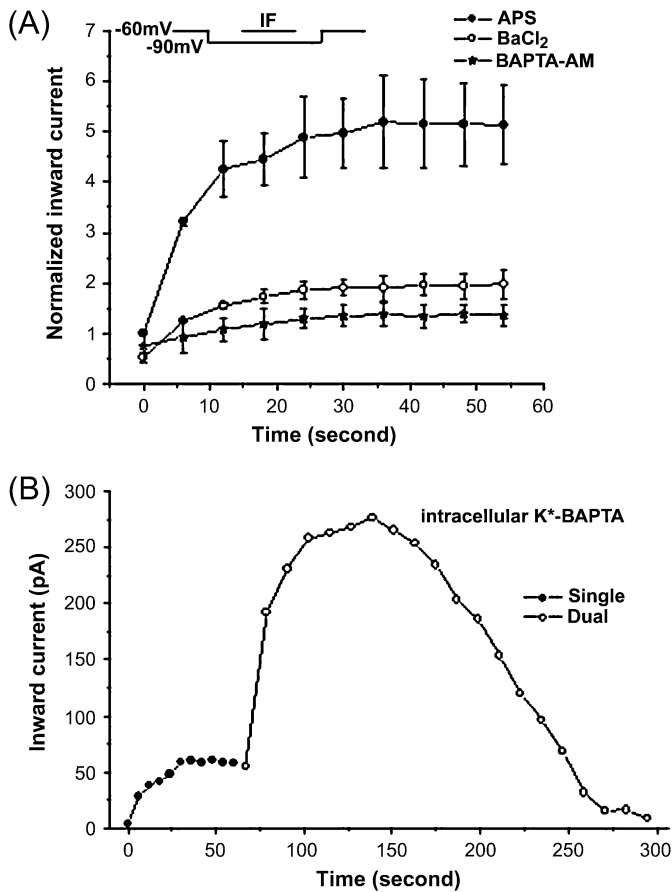 (A)
-60mV
IF
-90mV
APS
BaCl₂
BAPTA-AM
7
6
5
4
3
2
1
0
Normalized inward current
0 10 20 30 40 50 60
Time (second)
(B)
300
250
200
150
100
50
0
Inward current (pA)
intracellular K*-BAPTA
Single
Dual
0 50 100 150 200 250 300
Time (second)